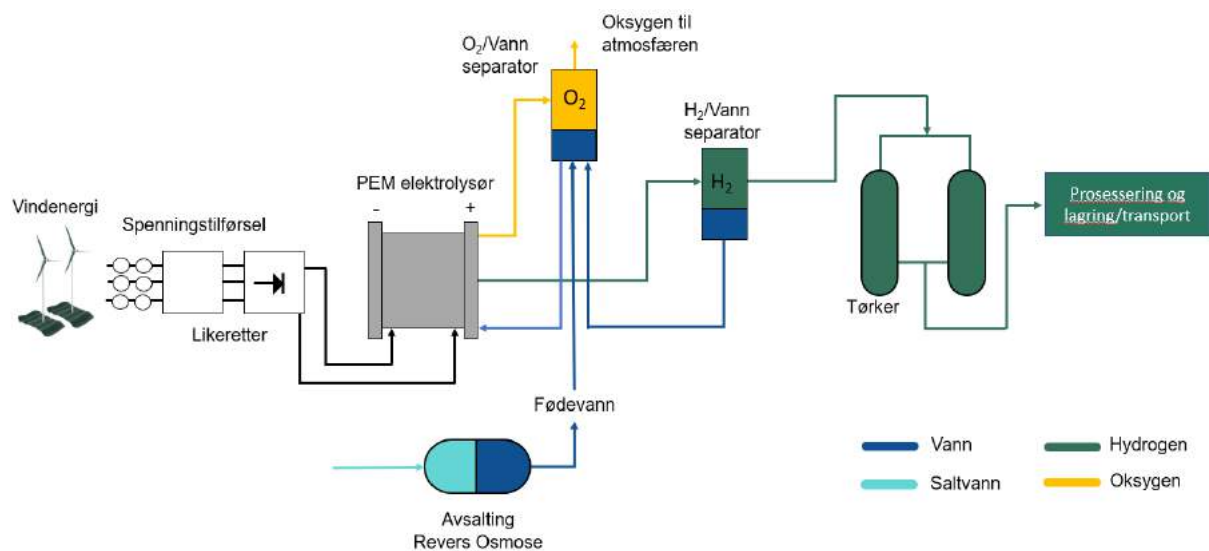 Oksygen til
atmosfæren
O₂/Vann
separator
O₂
H₂/Vann
separator
H₂
PEM elektrolysør
- +
Vindenergi
Spenningstilførsel
Likeretter
Prosessering og
lagring/transport
Tørker
Fødevann
Avsalting
Revers Osmose
Vann
Hydrogen
Saltvann
Oksygen